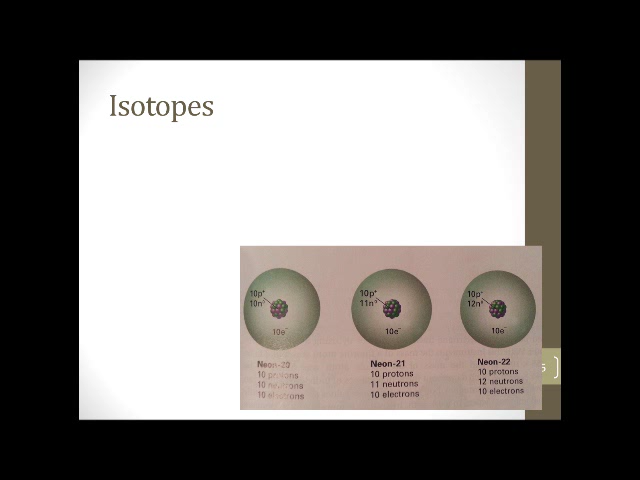 Isotopes
10p⁺
10n⁰
10e⁻
Neon-20
10 protons
10 neutrons
10 electrons
10p⁺
11n⁰
10e⁻
Neon-21
10 protons
11 neutrons
10 electrons
10p⁺
12n⁰
10e⁻
Neon-22
10 protons
12 neutrons
10 electrons
5